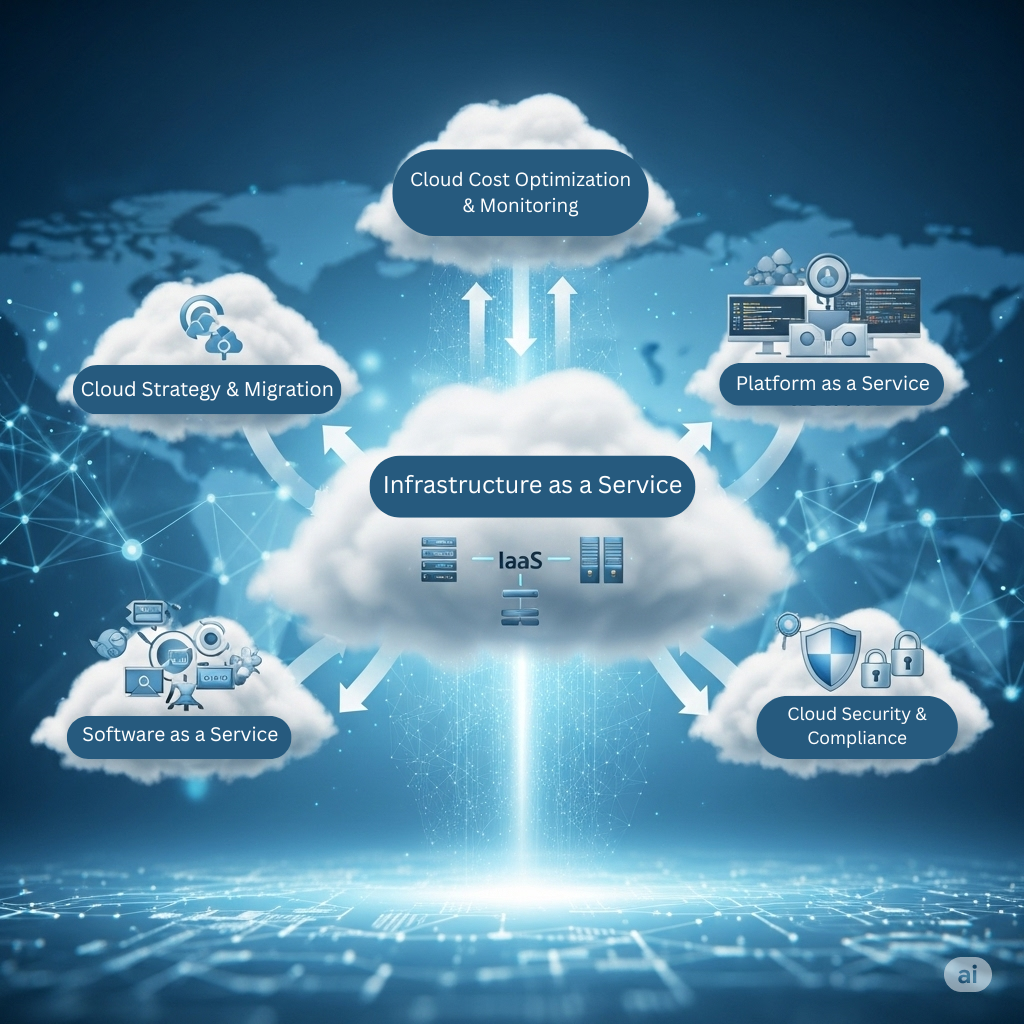 Cloud Cost Optimization
& Monitoring
Cloud Strategy & Migration
Platform as a Service
Infrastructure as a Service
IaaS
Software as a Service
Cloud Security &
Compliance
ai